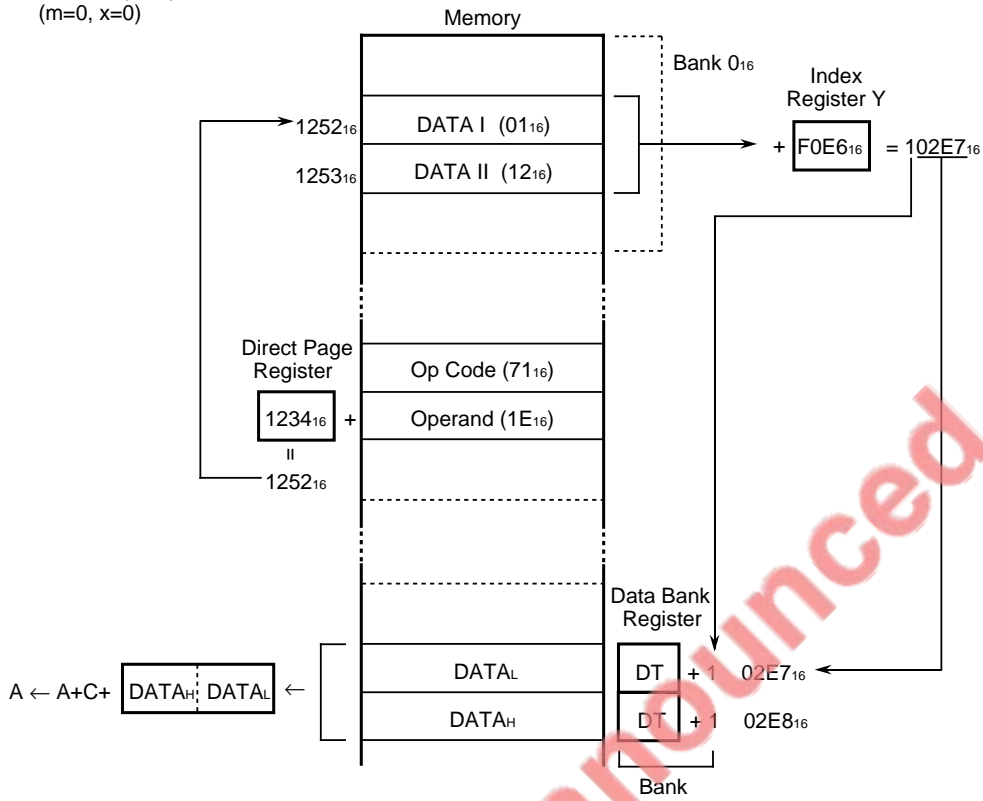 (m=0, x=0)
Memory
Bank 0₁₆
Index
Register Y
1252₁₆ DATA I (01₁₆)
+ F0E6₁₆ = 102E7₁₆
1253₁₆ DATA II (12₁₆)
Direct Page
Register
Op Code (71₁₆)
1234₁₆ + Operand (1E₁₆)
=
1252₁₆
Data Bank
Register
DATAL DT + 1 02E7₁₆
A ← A+C+ DATAH DATAL ←
DATAH DT + 1 02E8₁₆
Bank
nounced